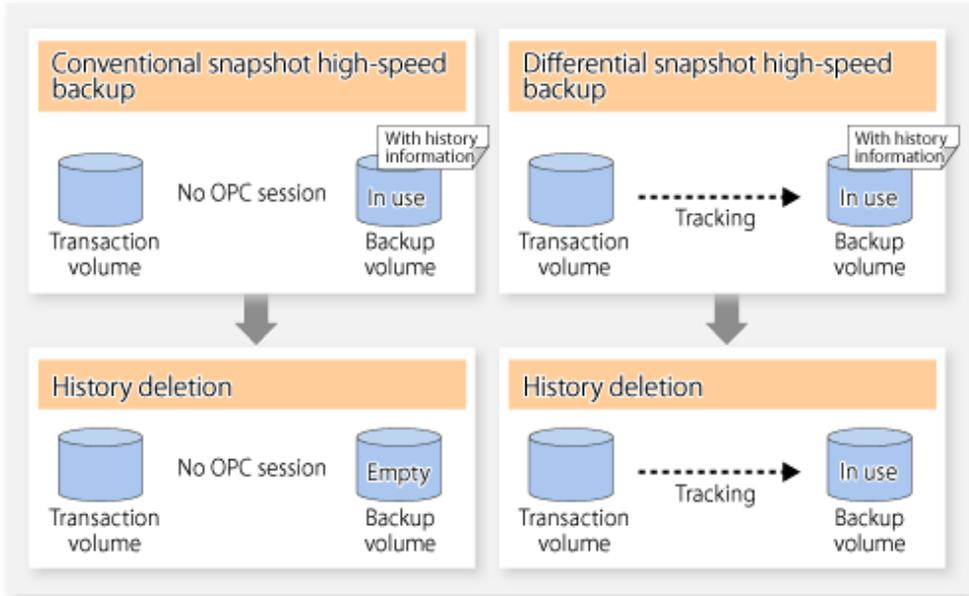 Conventional snapshot high-speed
backup
With history
information
No OPC session
In use
Transaction
volume
Backup
volume
Differential snapshot high-speed
backup
With history
information
Tracking
In use
Transaction
volume
Backup
volume
History deletion
No OPC session
Empty
Transaction
volume
Backup
volume
History deletion
Tracking
In use
Transaction
volume
Backup
volume